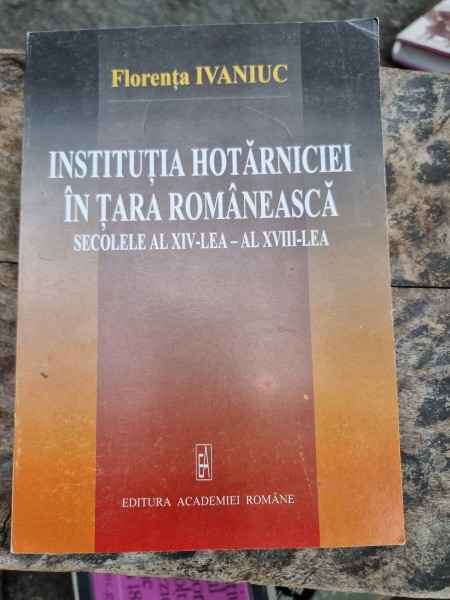 Florența IVANIUC
INSTITUȚIA HOTĂRNICIEI
ÎN ȚARA ROMÂNEASCĂ
SECOLELE AL XIV-LEA – AL XVIII-LEA
EA
EDITURA ACADEMIEI ROMÂNE